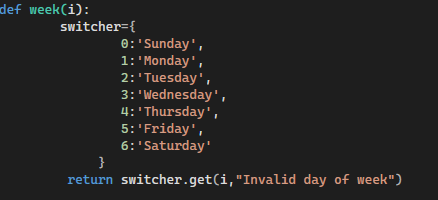 def week(i):
        switcher={
                0:'Sunday',
                1:'Monday',
                2:'Tuesday',
                3:'Wednesday',
                4:'Thursday',
                5:'Friday',
                6:'Saturday'
             }
         return switcher.get(i,"Invalid day of week")